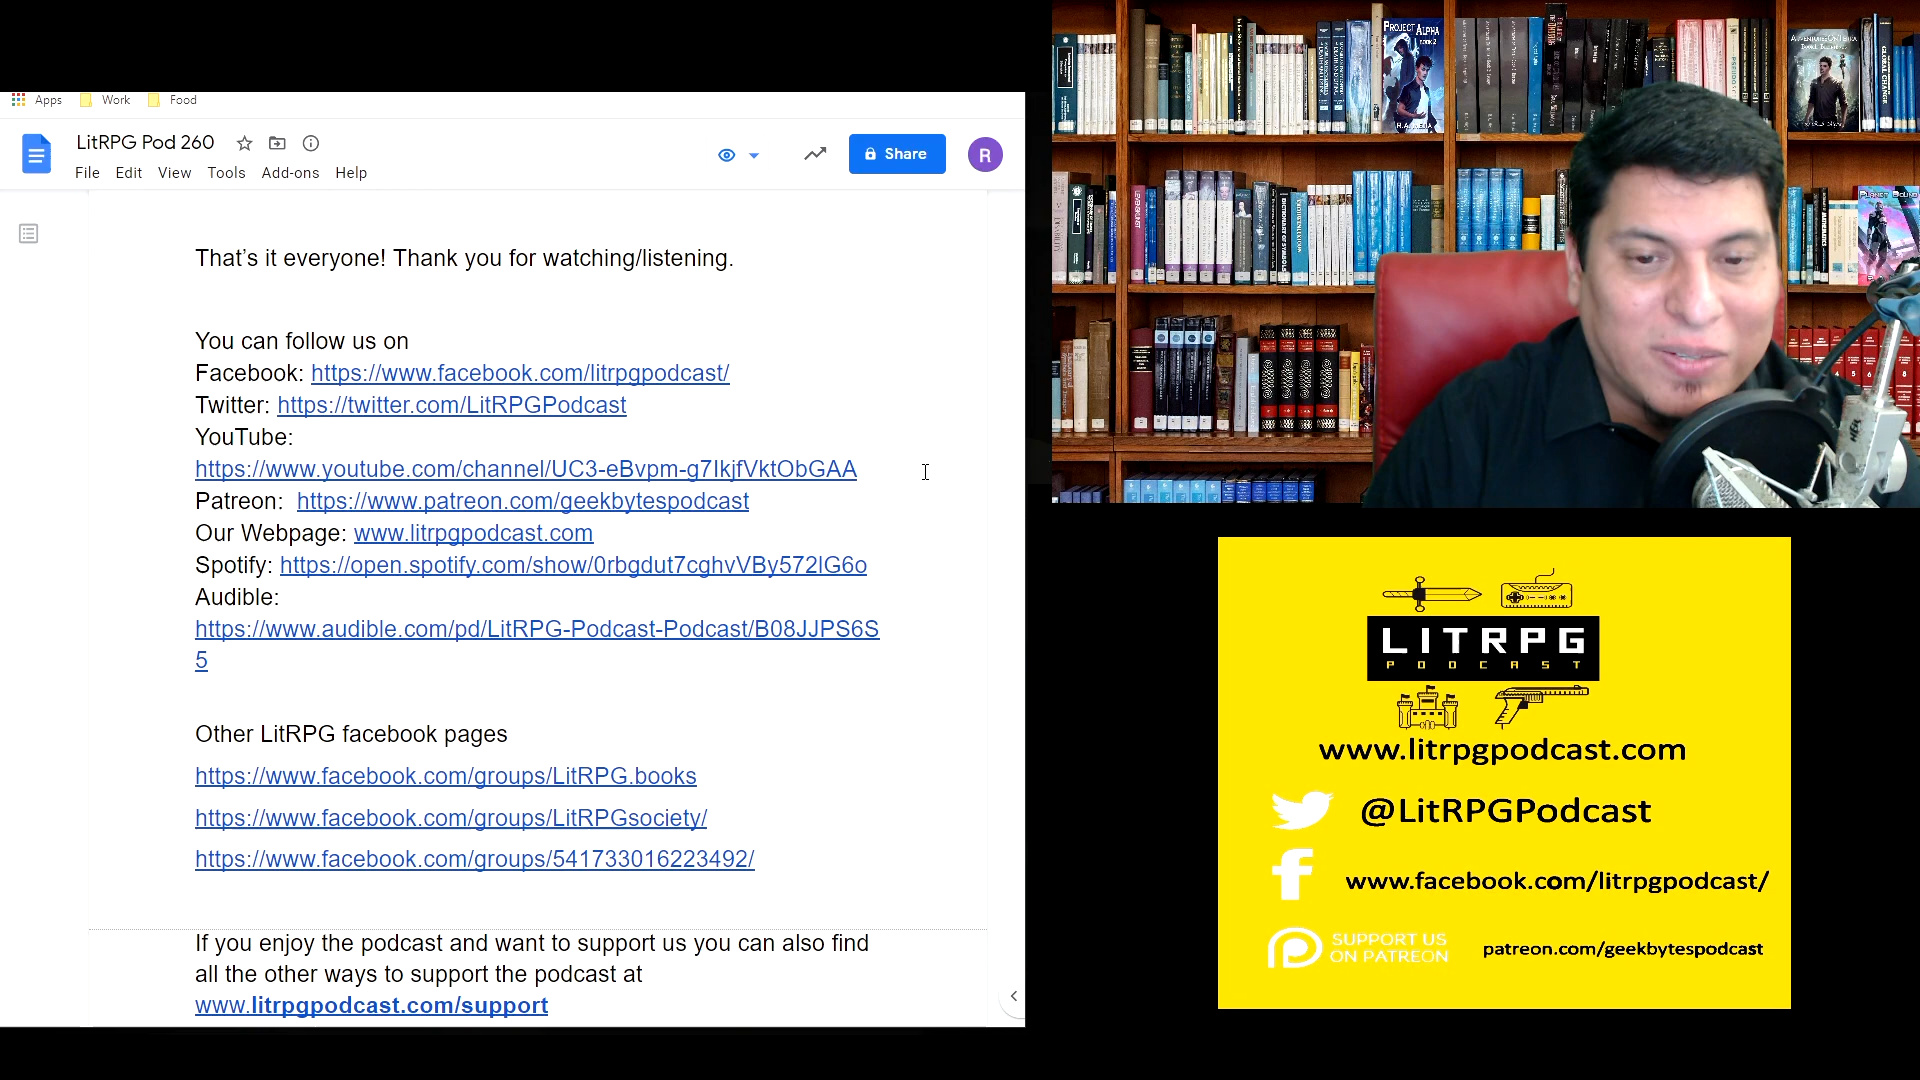 Apps Work Food
LitRPG Pod 260
File Edit View Tools Add-ons Help
Share
R
That’s it everyone! Thank you for watching/listening.
You can follow us on
Facebook: https://www.facebook.com/litrpgpodcast/
Twitter: https://twitter.com/LitRPGPodcast
YouTube:
https://www.youtube.com/channel/UC3-eBvpm-g7IkjfVktObGAA
Patreon: https://www.patreon.com/geekbytespodcast
Our Webpage: www.litrpgpodcast.com
Spotify: https://open.spotify.com/show/0rbgdut7cghvVBy572lG6o
Audible:
https://www.audible.com/pd/LitRPG-Podcast-Podcast/B08JJPS6S
5
Other LitRPG facebook pages
https://www.facebook.com/groups/LitRPG.books
https://www.facebook.com/groups/LitRPGsociety/
https://www.facebook.com/groups/541733016223492/
If you enjoy the podcast and want to support us you can also find
all the other ways to support the podcast at
www.litrpgpodcast.com/support
PROJECT ALPHA
BOOK 2
GLOBAL CHANGE
DICTIONARY OF SYMBOLS
LITRPG
PODCAST
www.litrpgpodcast.com
@LitRPGPodcast
www.facebook.com/litrpgpodcast/
SUPPORT US
ON PATREON
patreon.com/geekbytespodcast